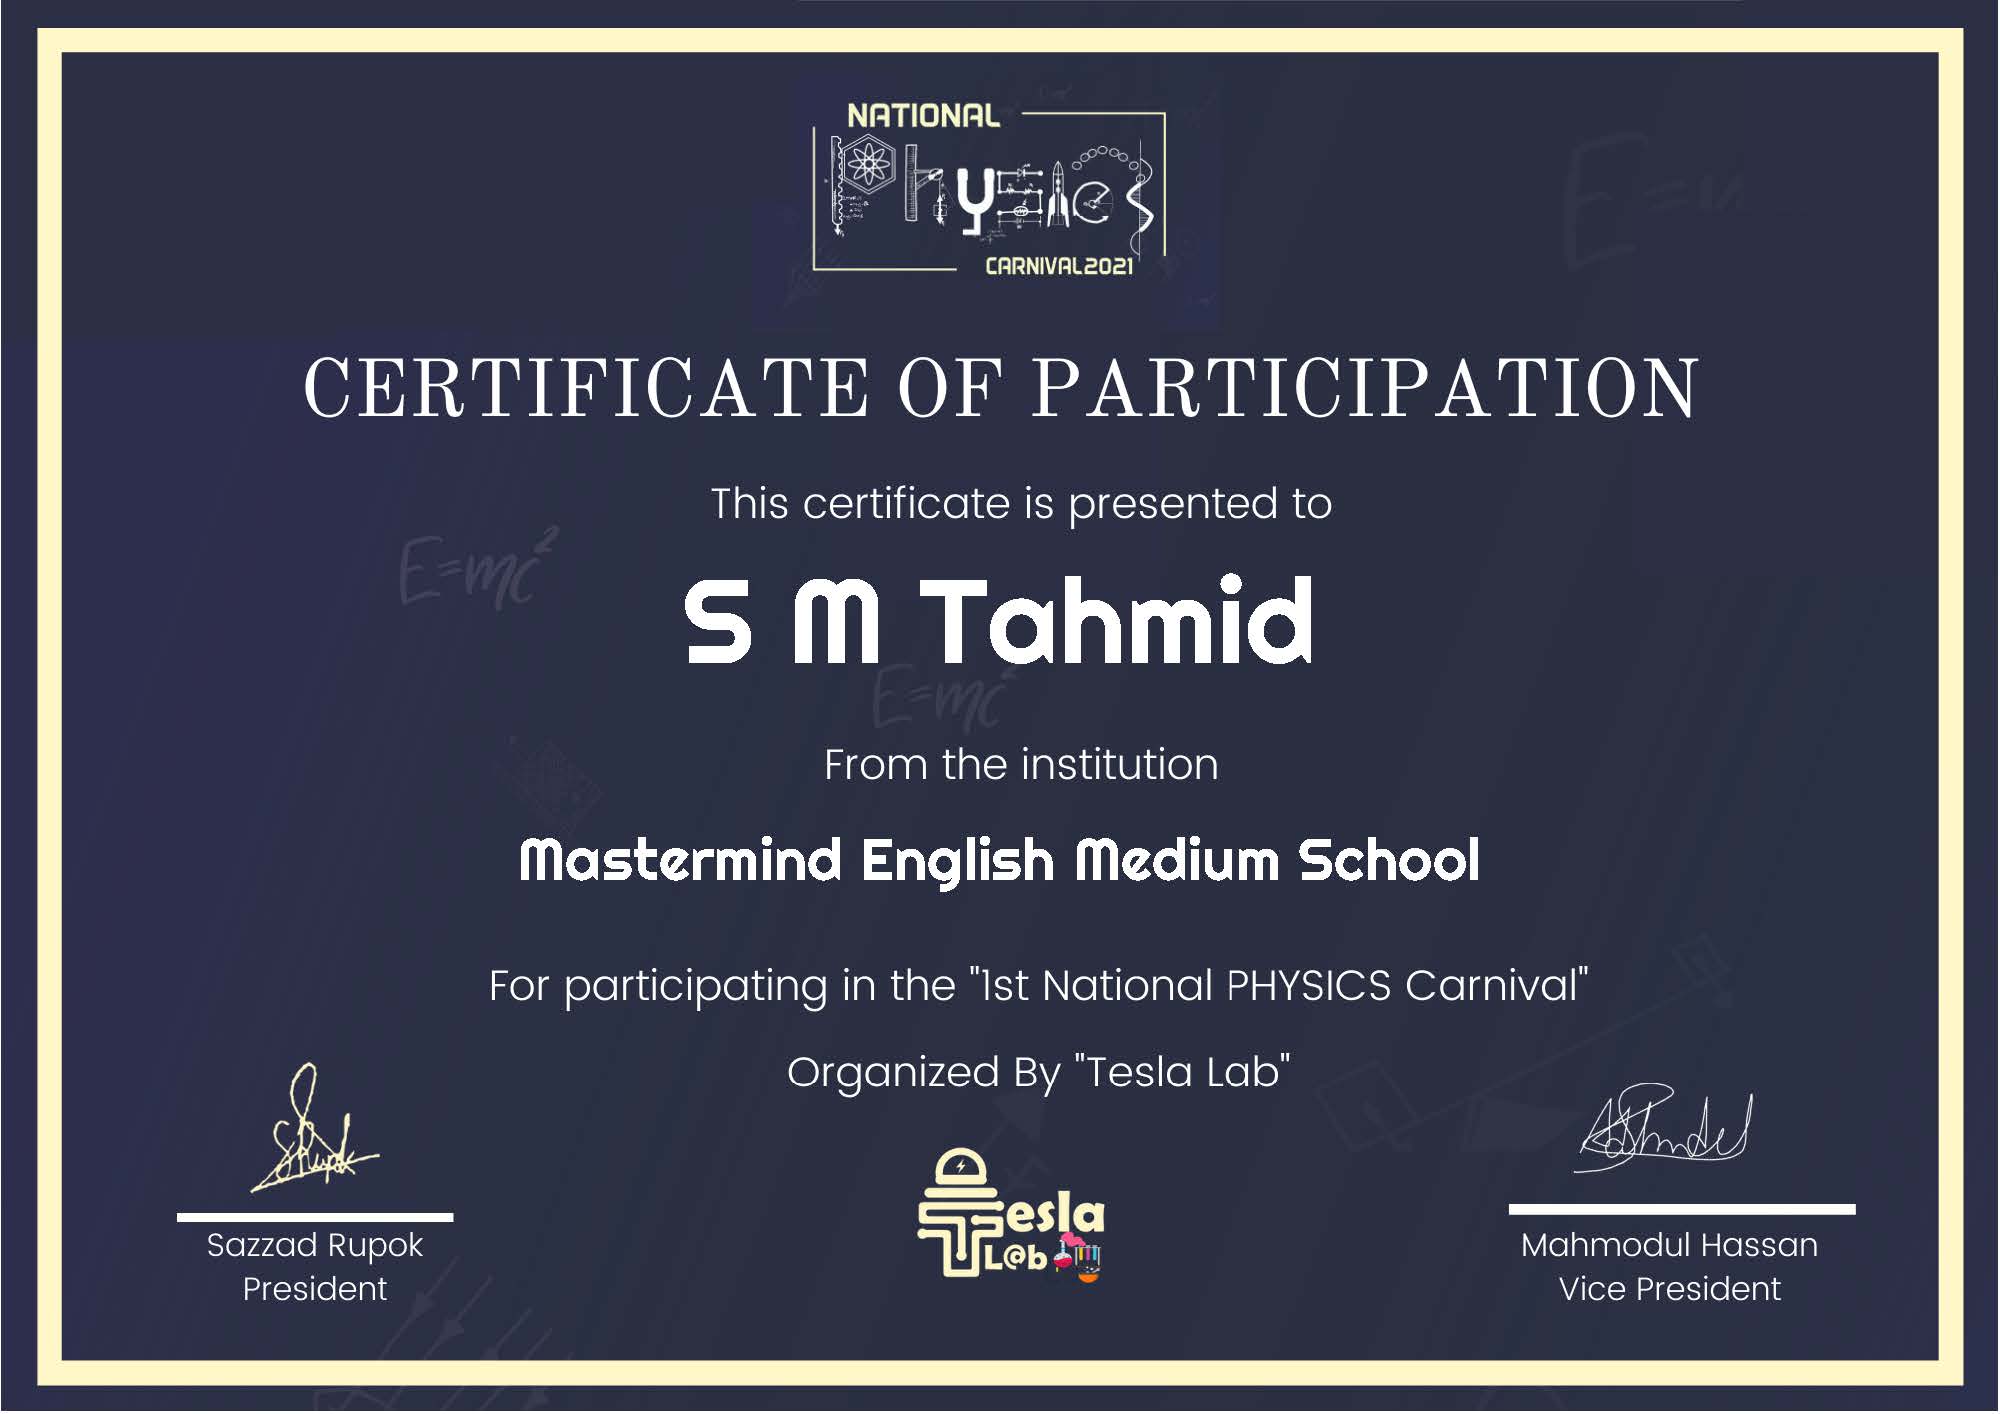 NATIONAL
Physics
CARNIVAL2021
CERTIFICATE OF PARTICIPATION
This certificate is presented to
E=mc²
S M Tahmid
E=mc²
From the institution
Mastermind English Medium School
For participating in the "1st National PHYSICS Carnival"
Organized By "Tesla Lab"
Tesla
L@b
Sazzad Rupok
President
Mahmodul Hassan
Vice President